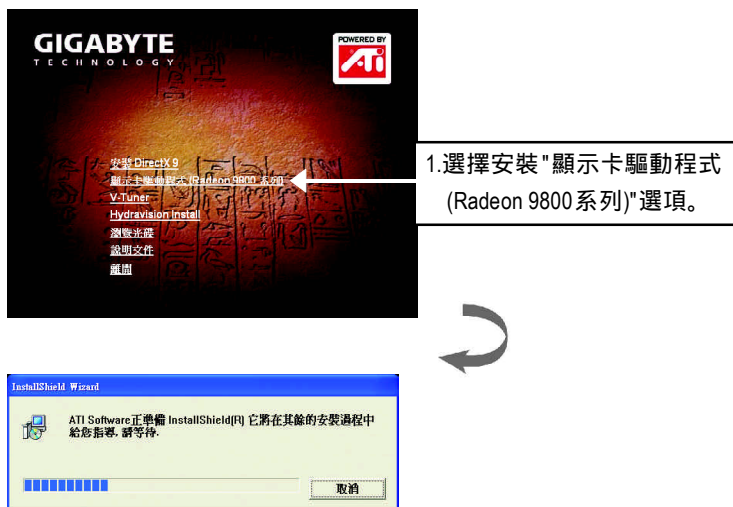 GIGABYTE
TECHNOLOGY
POWERED BY
ATi
安裝 DirectX 9
顯示卡驅動程式 (Radeon 9800 系列)
V-Tuner
Hydravision Install
瀏覽光碟
說明文件
離開
1.選擇安裝"顯示卡驅動程式
(Radeon 9800系列)"選項。
InstallShield Wizard
ATI Software正準備 InstallShield(R) 它將在其餘的安裝過程中
給您指導. 請等待.
取消